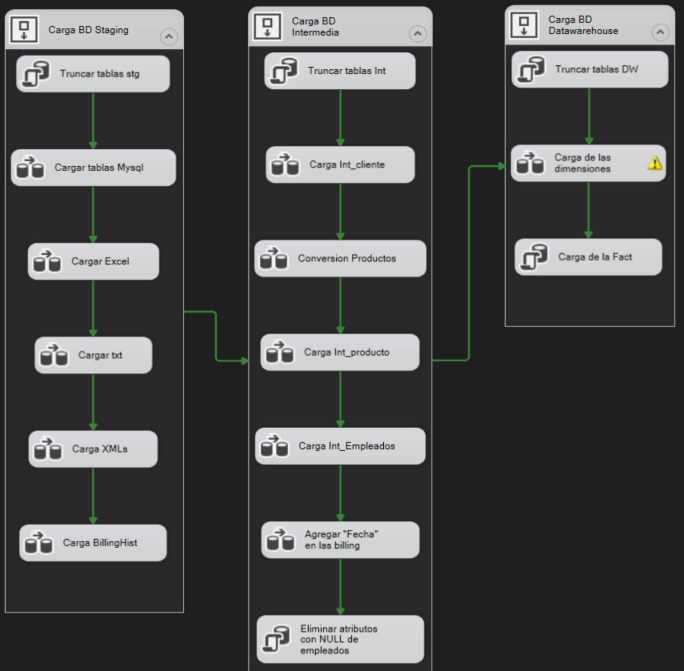 Carga BD Staging
Truncar tablas stg
Cargar tablas Mysql
Cargar Excel
Cargar txt
Carga XMLs
Carga BillingHist
Carga BD
Intermedia
Truncar tablas Int
Carga Int_cliente
Conversion Productos
Carga Int_producto
Carga Int_Empleados
Agregar "Fecha"
en las billing
Eliminar atributos
con NULL de
empleados
Carga BD
Datawarehouse
Truncar tablas DW
Carga de las
dimensiones
Carga de la Fact